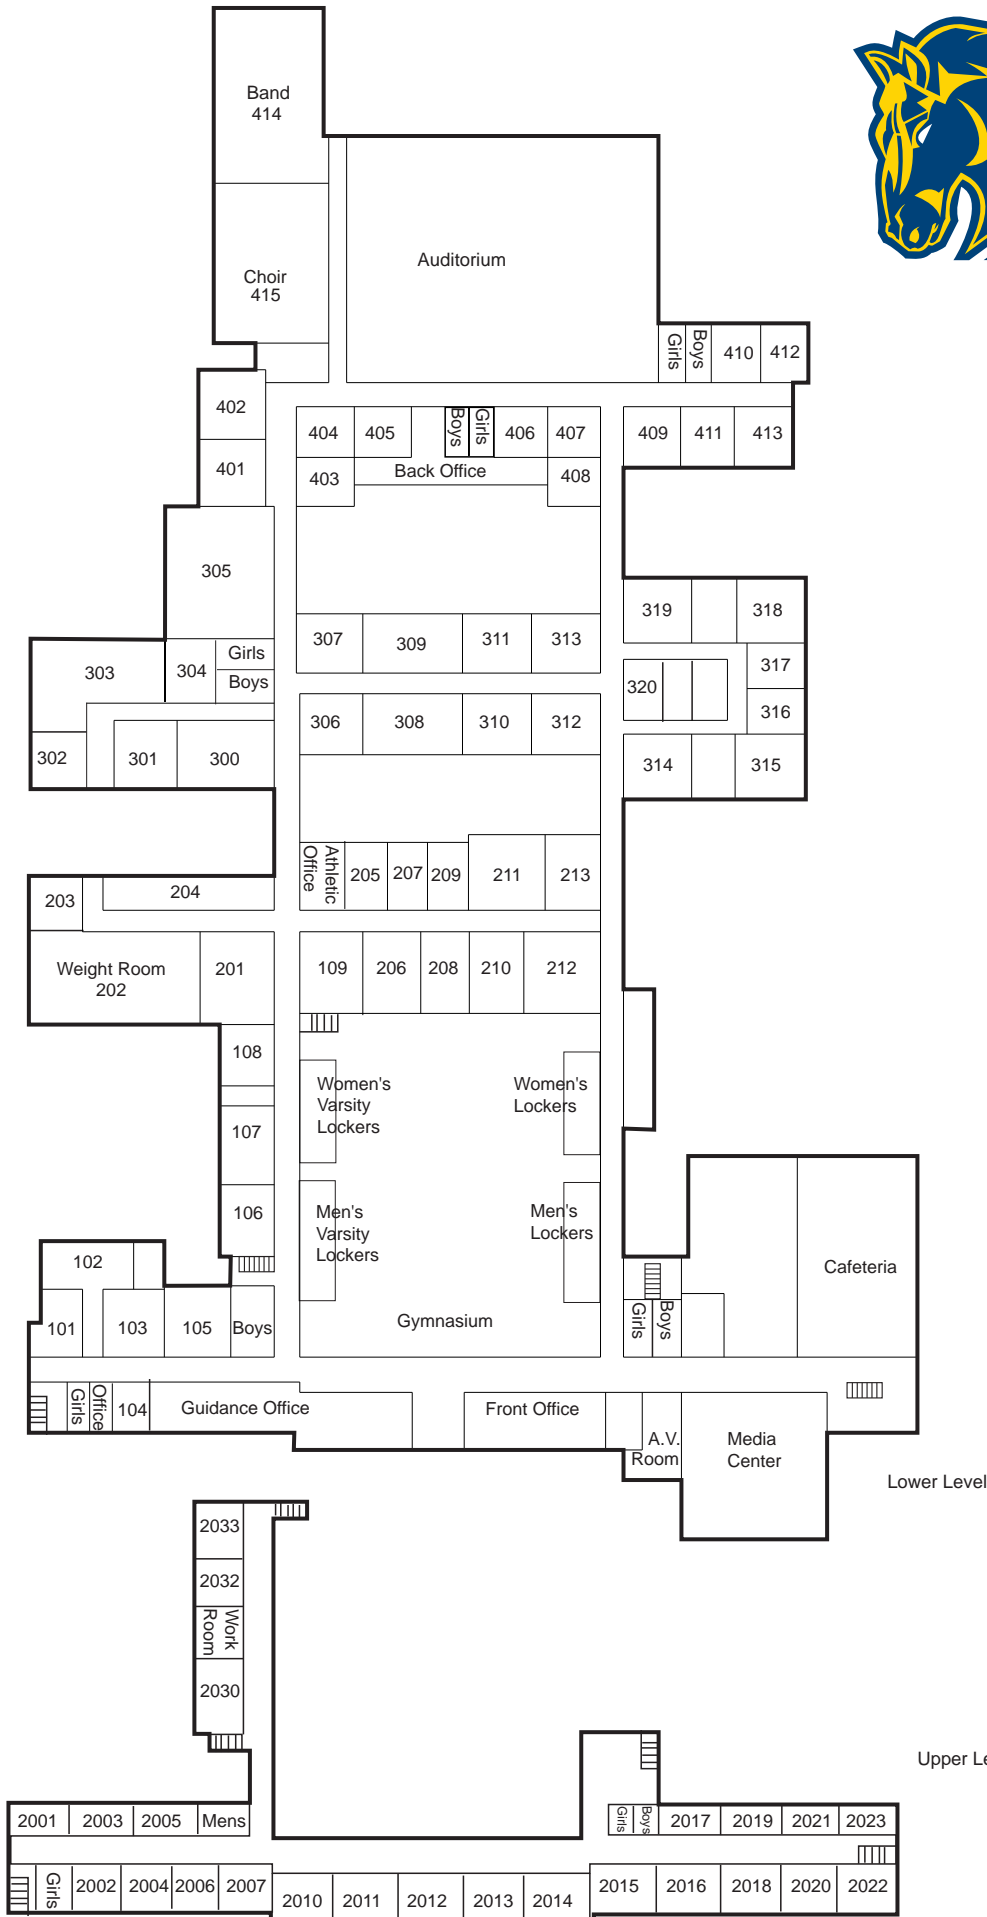 Band
414
Auditorium
Choir
415
Girls
Boys
410
412
402
404
405
Boys
Girls
406
407
409
411
413
401
403
Back Office
408
305
319
318
307
309
311
313
Girls
303
304
Boys
317
320
316
306
308
310
312
302
301
300
314
315
Athletic
Office
205
207
209
211
213
203
204
Weight Room
202
201
109
206
208
210
212
108
Women's
Varsity
Lockers
Women's
Lockers
107
106
Men's
Varsity
Lockers
Men's
Lockers
102
Cafeteria
101
103
105
Boys
Gymnasium
Girls
Boys
Girls
Office
104
Guidance Office
Front Office
A.V.
Room
Media
Center
Lower Level
2033
2032
Work
Room
2030
Upper Le
2001
2003
2005
Mens
Girls
Boys
2017
2019
2021
2023
Girls
2002
2004
2006
2007
2010
2011
2012
2013
2014
2015
2016
2018
2020
2022